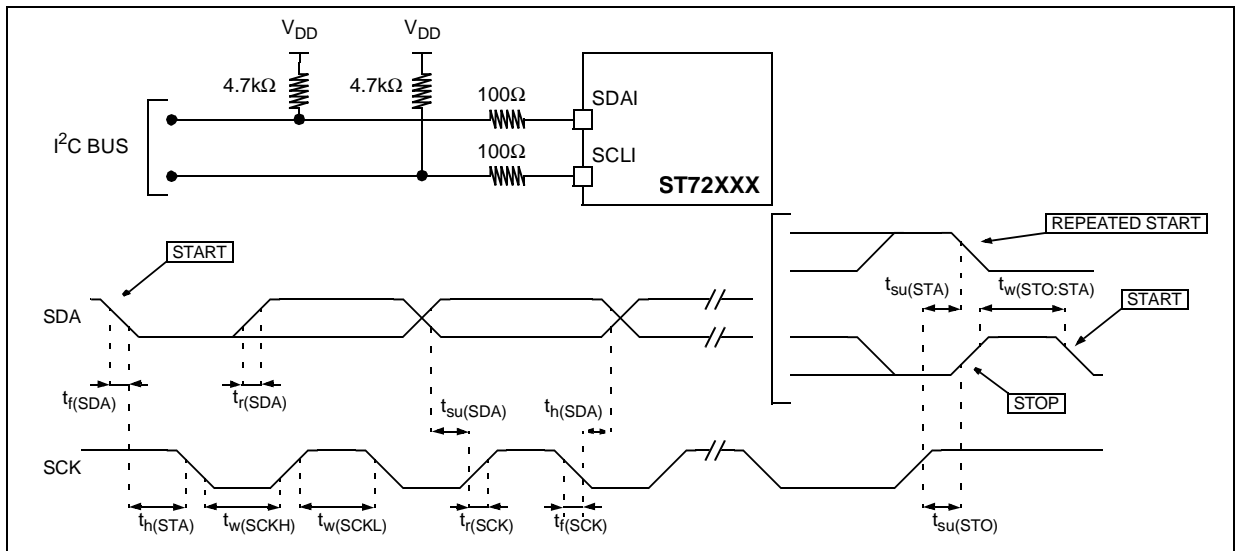 V_DD V_DD
4.7kΩ 4.7kΩ
100Ω
SDAI
I²C BUS
100Ω
SCLI
ST72XXX
REPEATED START
START
t_su(STA) t_w(STO:STA)
START
SDA
t_f(SDA) t_r(SDA)
t_su(SDA) t_h(SDA)
STOP
SCK
t_h(STA) t_w(SCKH) t_w(SCKL) t_r(SCK) t_f(SCK) t_su(STO)